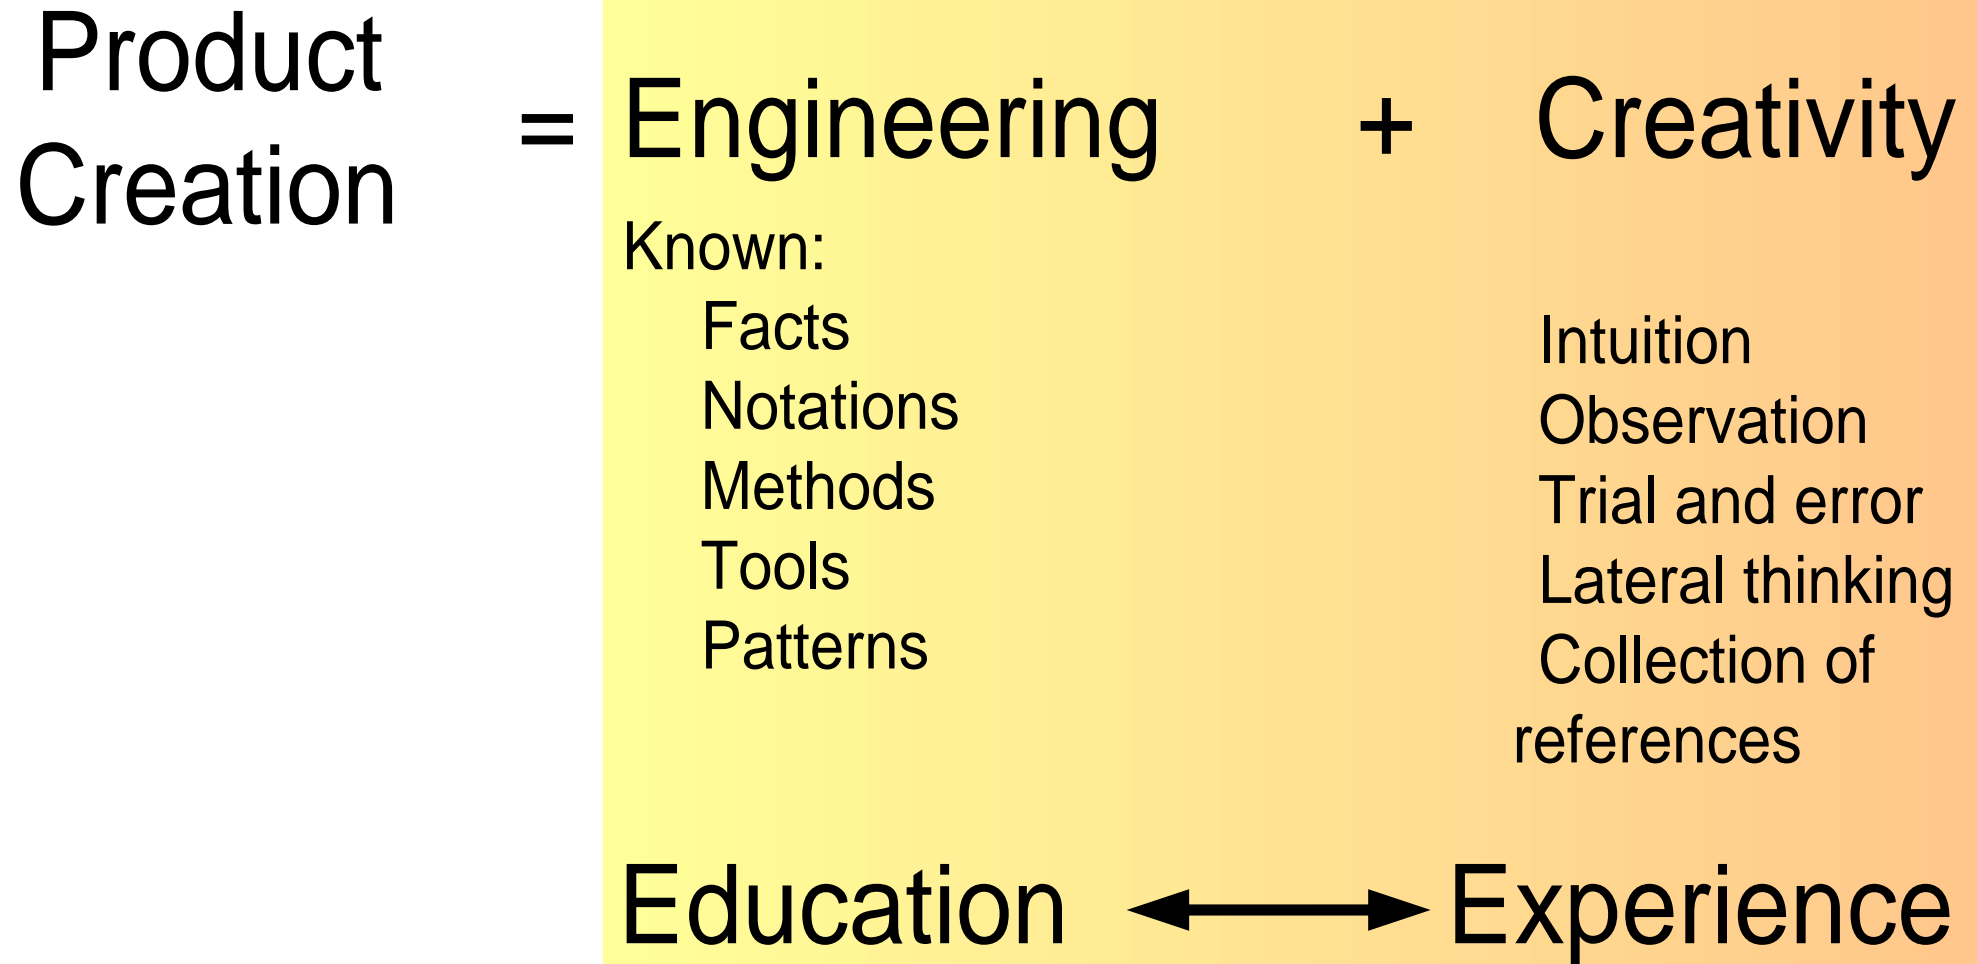 Product
Creation
= Engineering + Creativity
Known:
Facts
Notations
Methods
Tools
Patterns
Intuition
Observation
Trial and error
Lateral thinking
Collection of
references
Education Experience